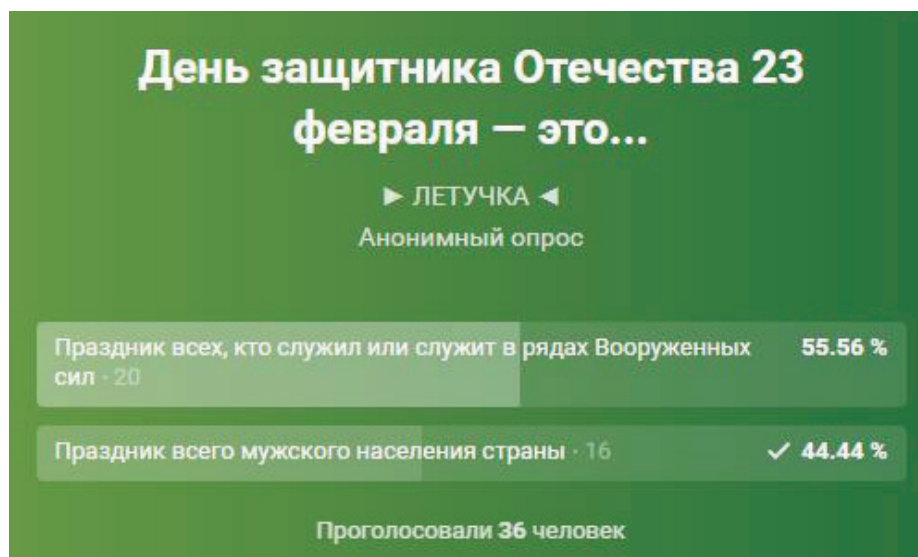 День защитника Отечества 23
февраля — это...
► ЛЕТУЧКА ◄
Анонимный опрос
Праздник всех, кто служил или служит в рядах Вооруженных 55.56 %
сил · 20
Праздник всего мужского населения страны · 16 ✓ 44.44 %
Проголосовали 36 человек